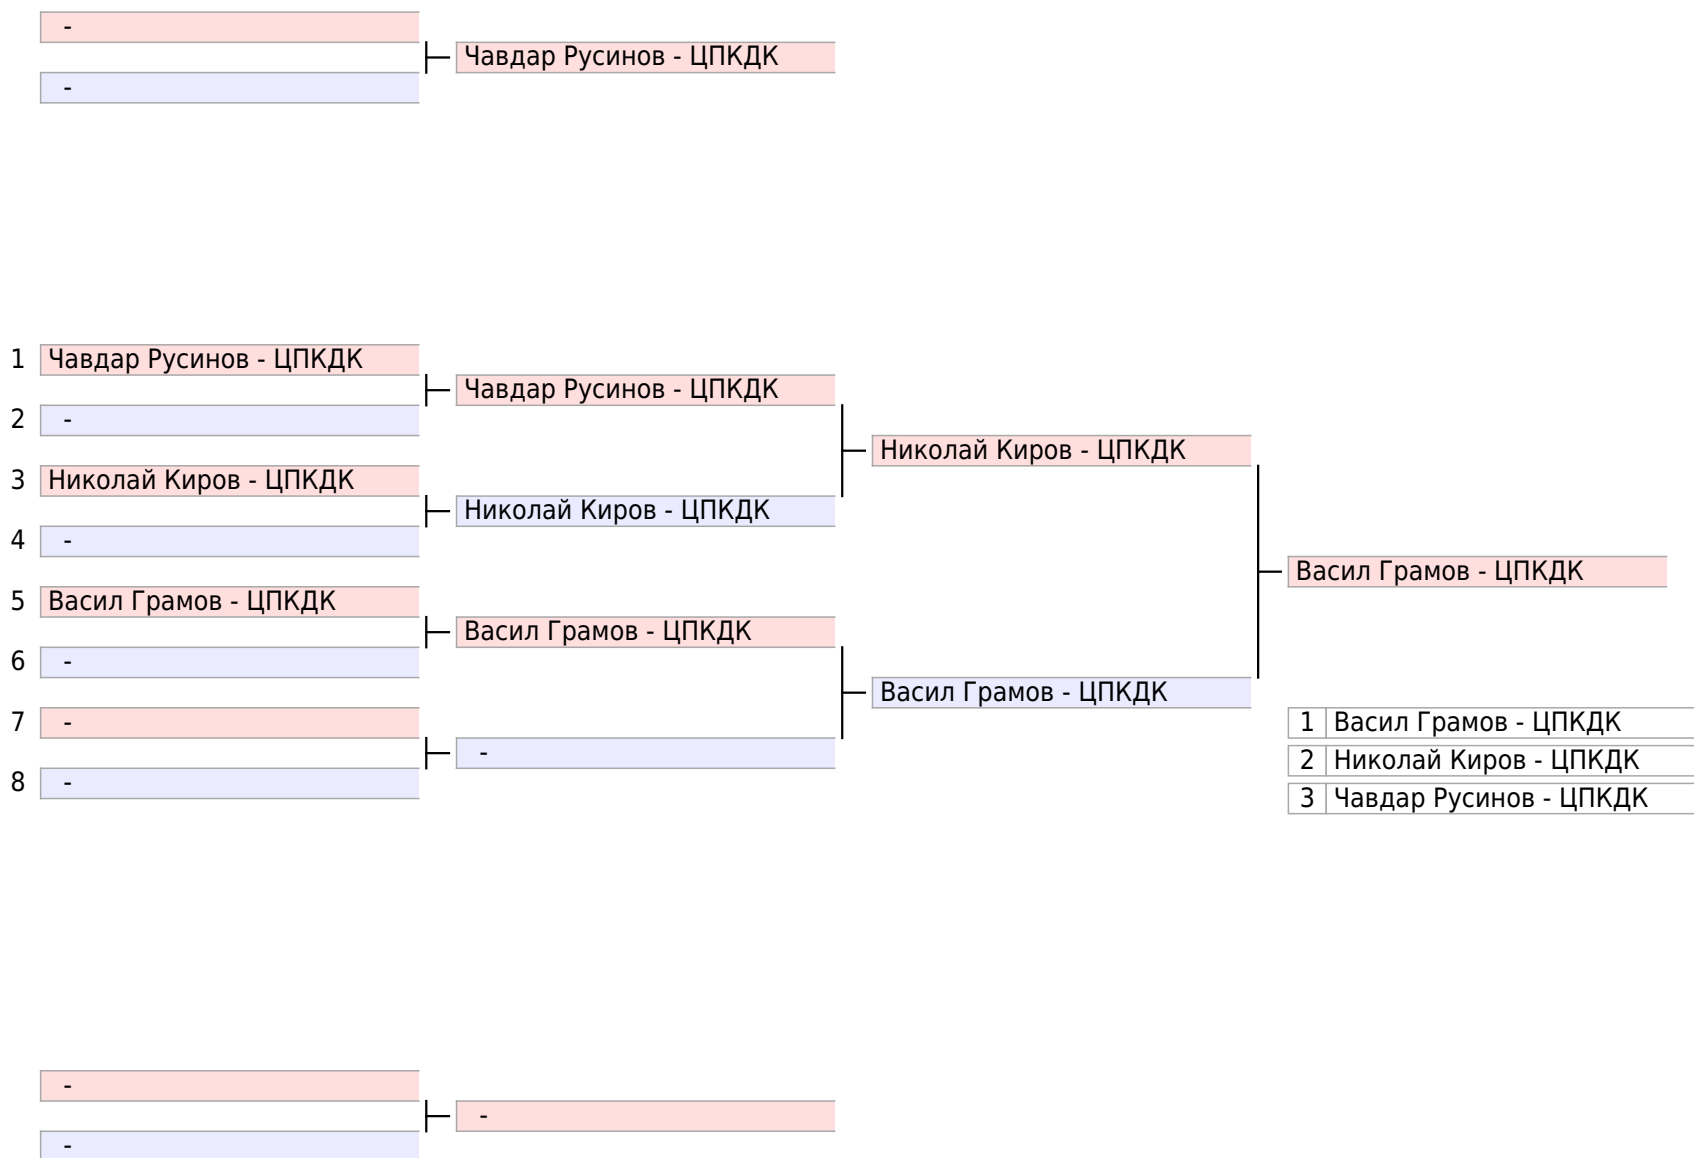 -
Чавдар Русинов - ЦПКДК
-
1 Чавдар Русинов - ЦПКДК
Чавдар Русинов - ЦПКДК
2 -
Николай Киров - ЦПКДК
3 Николай Киров - ЦПКДК
Николай Киров - ЦПКДК
4 -
Васил Грамов - ЦПКДК
5 Васил Грамов - ЦПКДК
Васил Грамов - ЦПКДК
6 -
Васил Грамов - ЦПКДК
7 -
1 Васил Грамов - ЦПКДК
-
2 Николай Киров - ЦПКДК
8 -
3 Чавдар Русинов - ЦПКДК
-
-
-